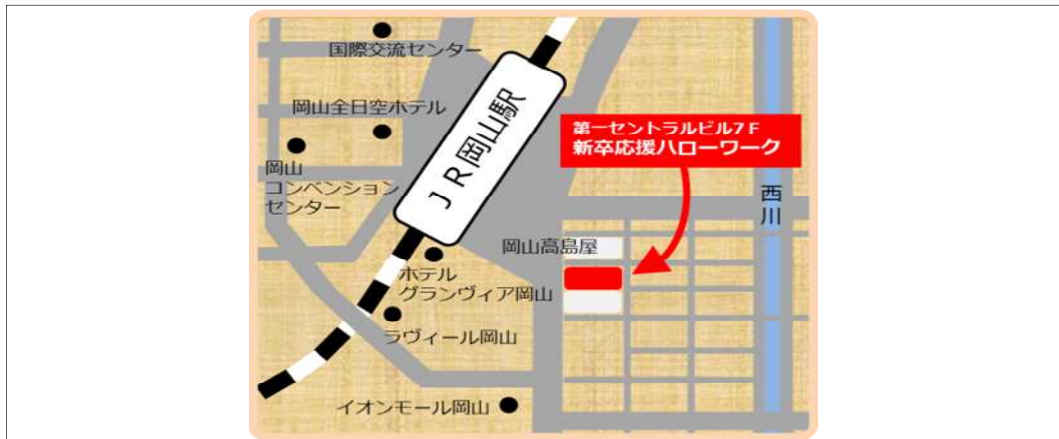 国際交流センター
岡山全日空ホテル
岡山
コンベンション
センター
JR岡山駅
第一セントラルビル7F
新卒応援ハローワーク
西川
岡山高島屋
ホテル
グランヴィア岡山
ラヴィール岡山
イオンモール岡山